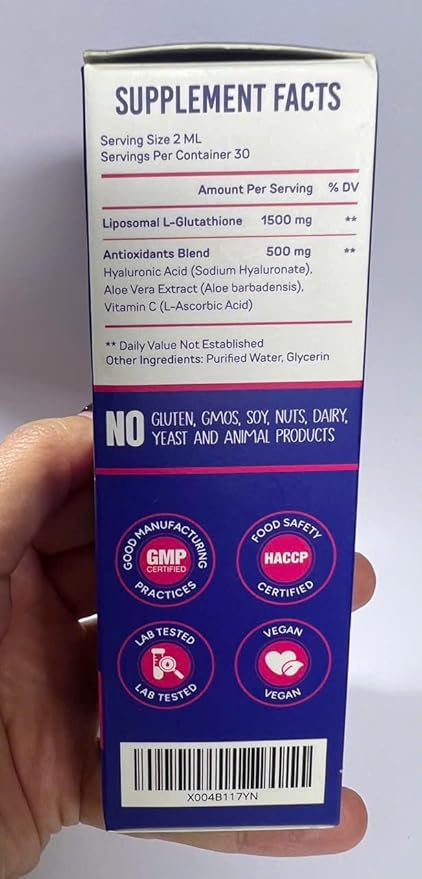 SUPPLEMENT FACTS
Serving Size 2 ML
Servings Per Container 30
Amount Per Serving % DV
Liposomal L-Glutathione 1500 mg **
Antioxidants Blend 500 mg **
Hyaluronic Acid (Sodium Hyaluronate),
Aloe Vera Extract (Aloe barbadensis),
Vitamin C (L-Ascorbic Acid)
** Daily Value Not Established
Other Ingredients: Purified Water, Glycerin
NO GLUTEN, GMOS, SOY, NUTS, DAIRY,
YEAST AND ANIMAL PRODUCTS
GOOD MANUFACTURING
GMP
CERTIFIED
PRACTICES
FOOD SAFETY
HACCP
CERTIFIED
LAB TESTED
LAB TESTED
VEGAN
VEGAN
X004B117YN